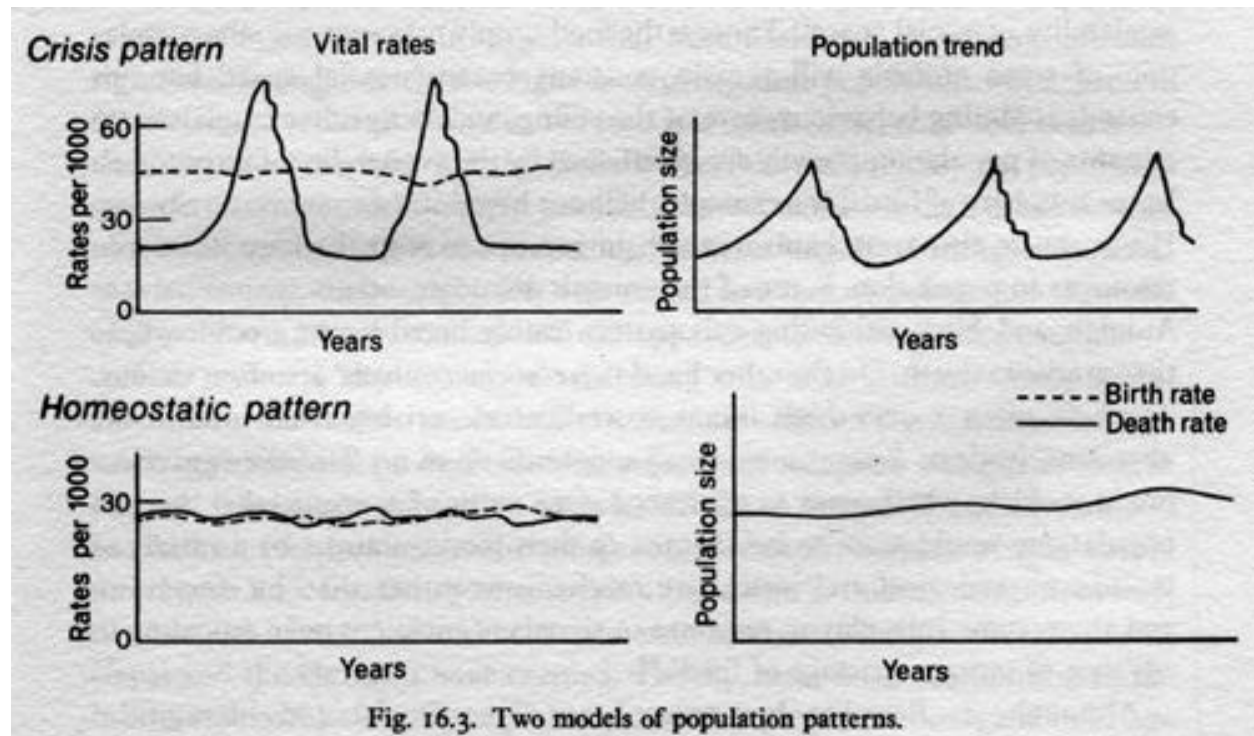 Crisis pattern
Vital rates
Population trend
Rates per 1000
60
30
0
Years
Population size
Years
Homeostatic pattern
Birth rate
Death rate
Rates per 1000
30
0
Years
Population size
Years
Fig. 16.3. Two models of population patterns.